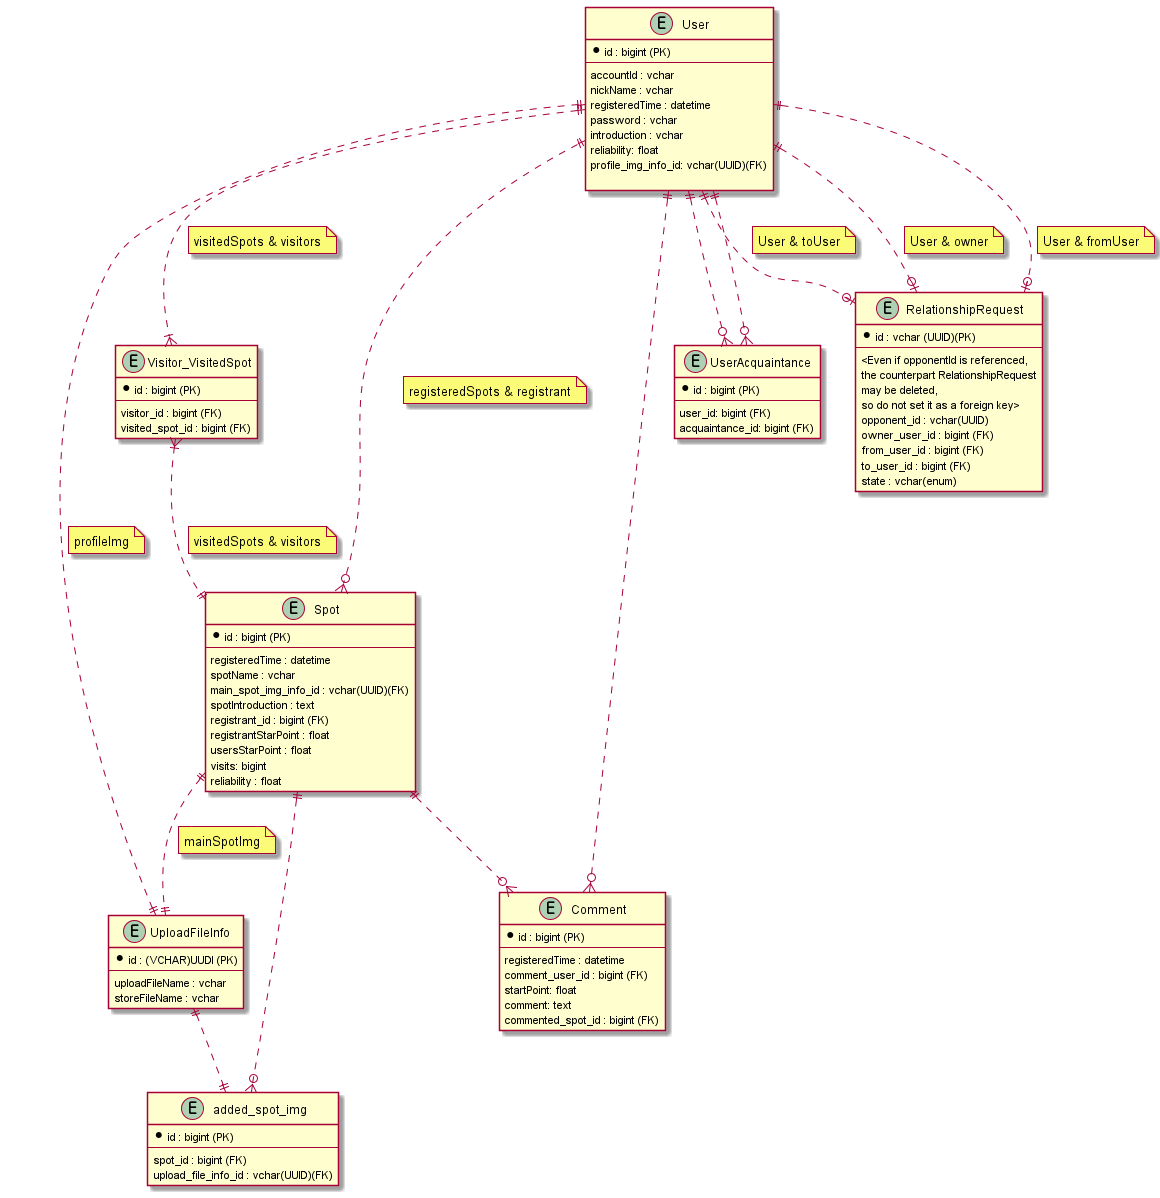 E User
id : bigint (PK)
accountId : vchar
nickName : vchar
registeredTime : datetime
password : vchar
introduction : vchar
reliability: float
profile_img_info_id: vchar(UUID)(FK)
visitedSpots & visitors
User & toUser
User & owner
User & fromUser
E RelationshipRequest
id : vchar (UUID)(PK)
<Even if opponentId is referenced,
the counterpart RelationshipRequest
may be deleted,
so do not set it as a foreign key>
opponent_id : vchar(UUID)
owner_user_id : bigint (FK)
from_user_id : bigint (FK)
to_user_id : bigint (FK)
state : vchar(enum)
E Visitor_VisitedSpot
id : bigint (PK)
visitor_id : bigint (FK)
visited_spot_id : bigint (FK)
registeredSpots & registrant
E UserAcquaintance
id : bigint (PK)
user_id: bigint (FK)
acquaintance_id: bigint (FK)
profileImg
visitedSpots & visitors
E Spot
id : bigint (PK)
registeredTime : datetime
spotName : vchar
main_spot_img_info_id : vchar(UUID)(FK)
spotIntroduction : text
registrant_id : bigint (FK)
registrantStarPoint : float
usersStarPoint : float
visits: bigint
reliability : float
mainSpotImg
E UploadFileInfo
id : (VCHAR)UUDI (PK)
uploadFileName : vchar
storeFileName : vchar
E Comment
id : bigint (PK)
registeredTime : datetime
comment_user_id : bigint (FK)
startPoint: float
comment: text
commented_spot_id : bigint (FK)
E added_spot_img
id : bigint (PK)
spot_id : bigint (FK)
upload_file_info_id : vchar(UUID)(FK)